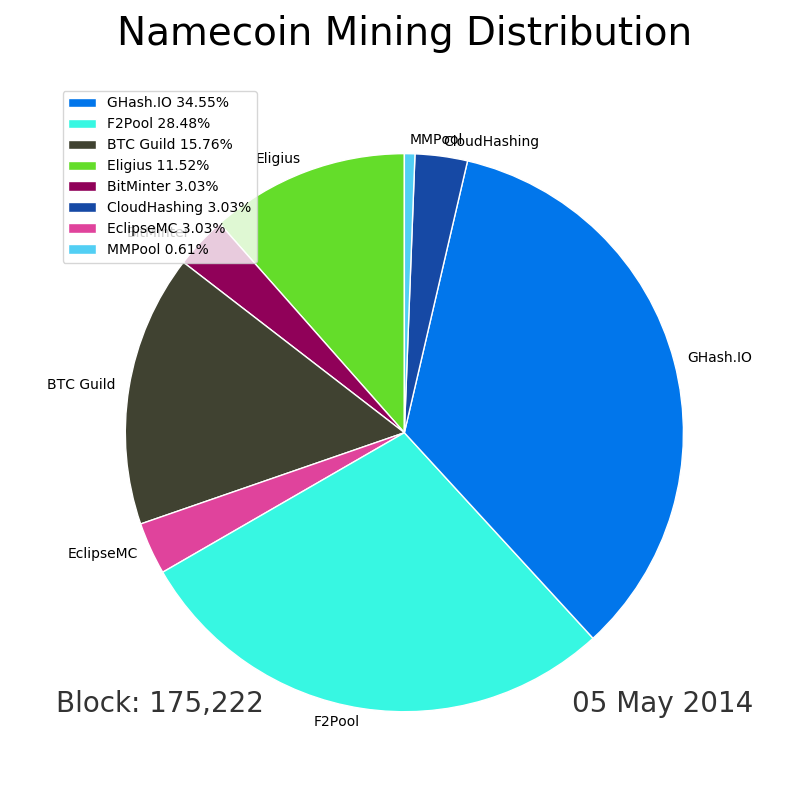 Namecoin Mining Distribution
GHash.IO 34.55%
F2Pool 28.48%
BTC Guild 15.76%
Eligius 11.52%
BitMinter 3.03%
CloudHashing 3.03%
EclipseMC 3.03%
MMPool 0.61%
MMPool
CloudHashing
Eligius
BitMinter
GHash.IO
BTC Guild
EclipseMC
F2Pool
Block: 175,222
05 May 2014